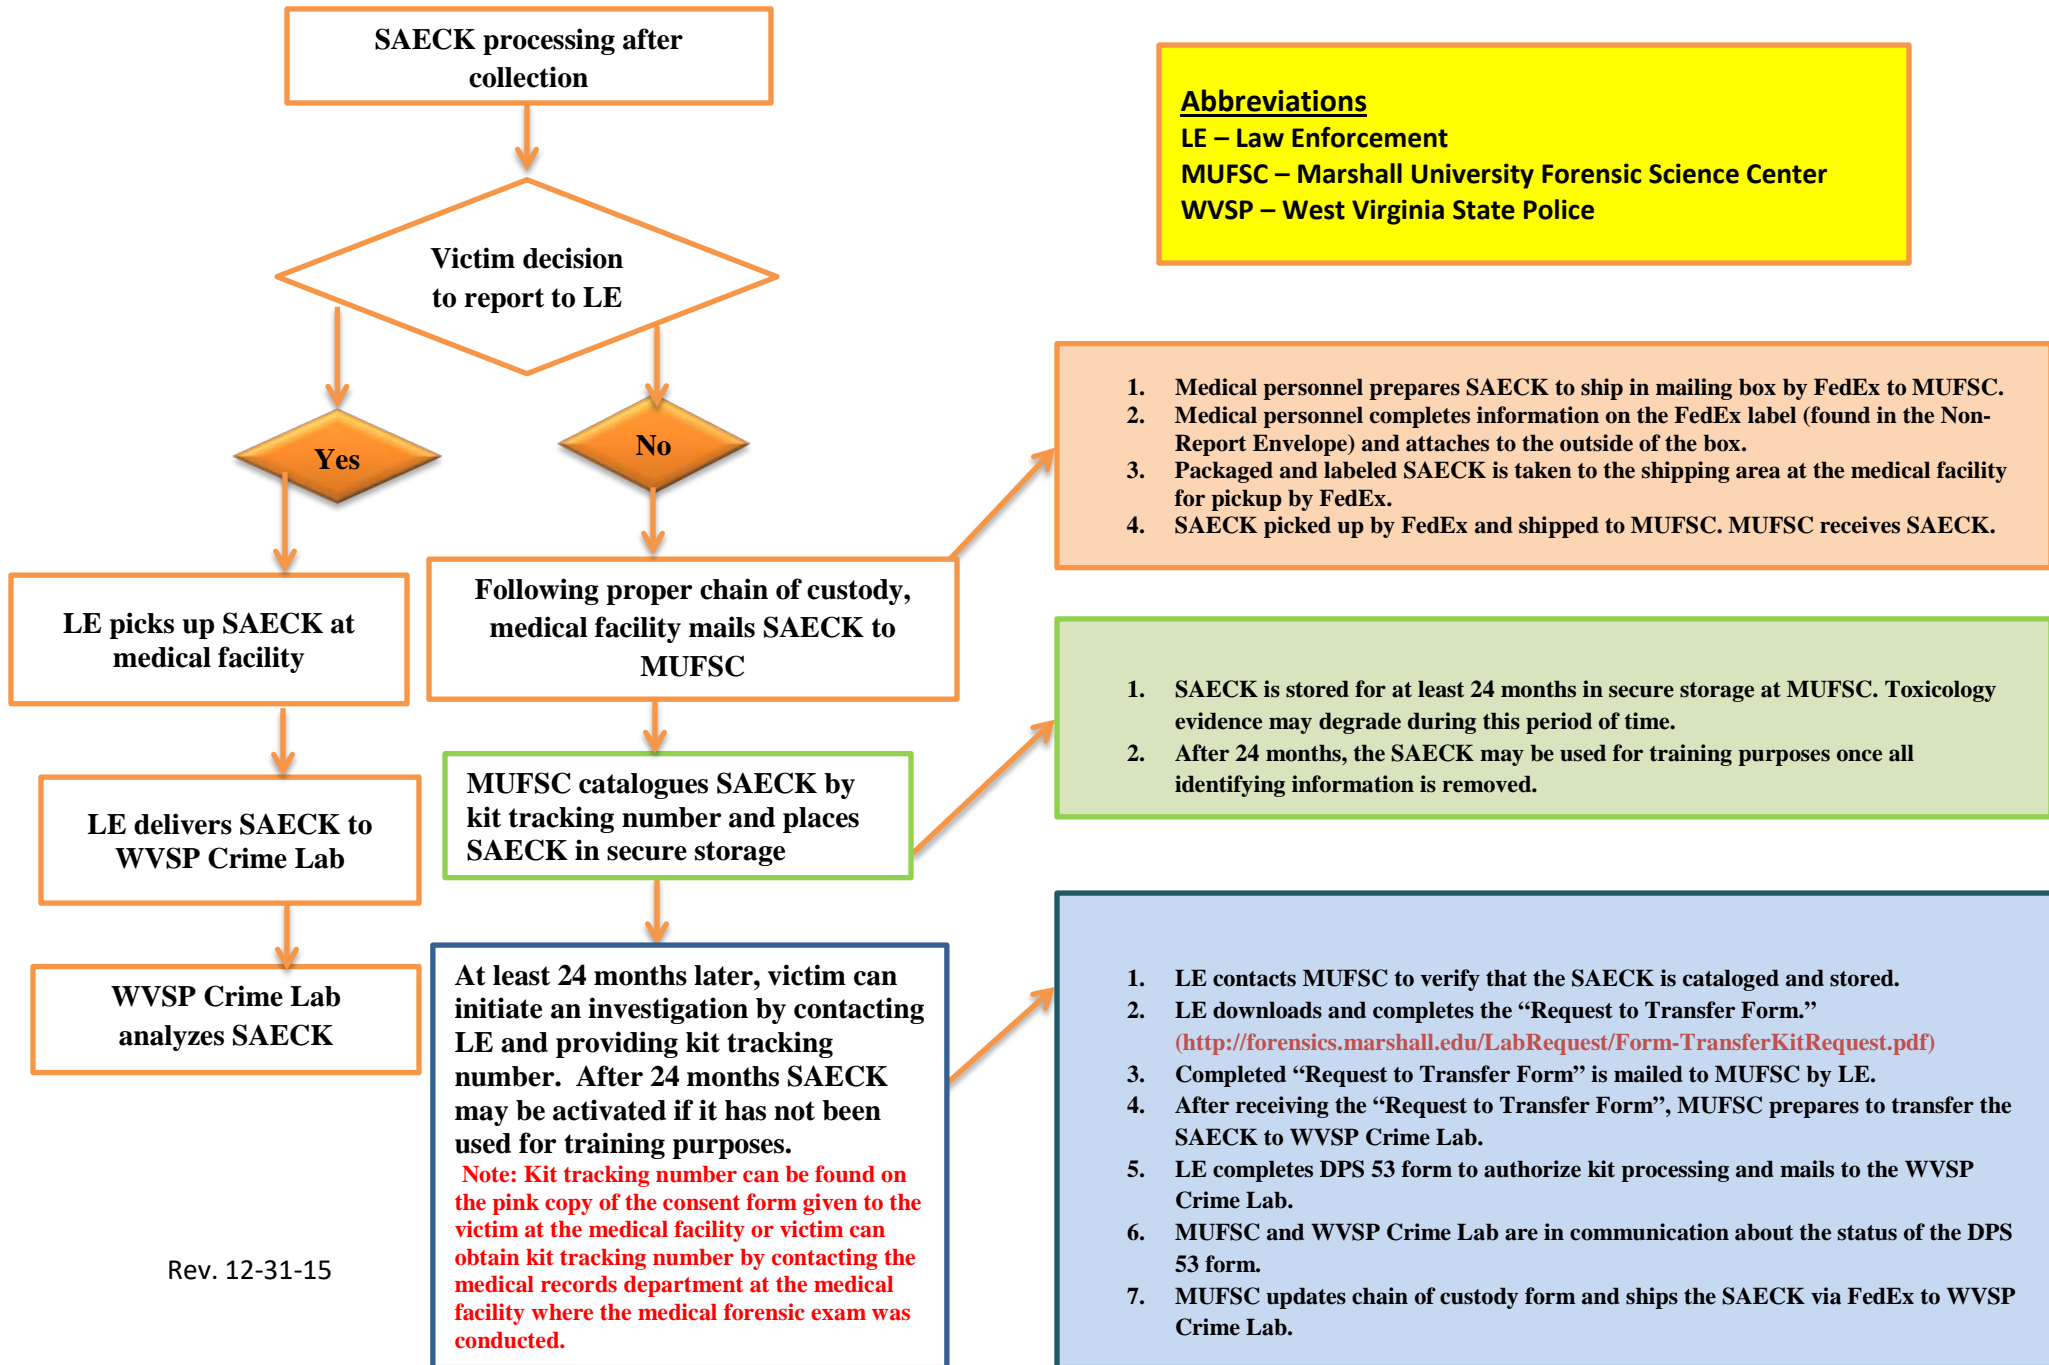 SAECK processing after
collection
Abbreviations
LE – Law Enforcement
MUFSC – Marshall University Forensic Science Center
WVSP – West Virginia State Police
Victim decision
to report to LE
Yes
No
LE picks up SAECK at
medical facility
LE delivers SAECK to
WVSP Crime Lab
WVSP Crime Lab
analyzes SAECK
Following proper chain of custody,
medical facility mails SAECK to
MUFSC
MUFSC catalogues SAECK by
kit tracking number and places
SAECK in secure storage
At least 24 months later, victim can
initiate an investigation by contacting
LE and providing kit tracking
number.  After 24 months SAECK
may be activated if it has not been
used for training purposes.
Note: Kit tracking number can be found on
the pink copy of the consent form given to the
victim at the medical facility or victim can
obtain kit tracking number by contacting the
medical records department at the medical
facility where the medical forensic exam was
conducted.
1. Medical personnel prepares SAECK to ship in mailing box by FedEx to MUFSC.
2. Medical personnel completes information on the FedEx label (found in the Non-
Report Envelope) and attaches to the outside of the box.
3. Packaged and labeled SAECK is taken to the shipping area at the medical facility
for pickup by FedEx.
4. SAECK picked up by FedEx and shipped to MUFSC. MUFSC receives SAECK.
1. SAECK is stored for at least 24 months in secure storage at MUFSC. Toxicology
evidence may degrade during this period of time.
2. After 24 months, the SAECK may be used for training purposes once all
identifying information is removed.
1. LE contacts MUFSC to verify that the SAECK is cataloged and stored.
2. LE downloads and completes the “Request to Transfer Form.”
(http://forensics.marshall.edu/LabRequest/Form-TransferKitRequest.pdf)
3. Completed “Request to Transfer Form” is mailed to MUFSC by LE.
4. After receiving the “Request to Transfer Form”, MUFSC prepares to transfer the
SAECK to WVSP Crime Lab.
5. LE completes DPS 53 form to authorize kit processing and mails to the WVSP
Crime Lab.
6. MUFSC and WVSP Crime Lab are in communication about the status of the DPS
53 form.
7. MUFSC updates chain of custody form and ships the SAECK via FedEx to WVSP
Crime Lab.
Rev. 12-31-15